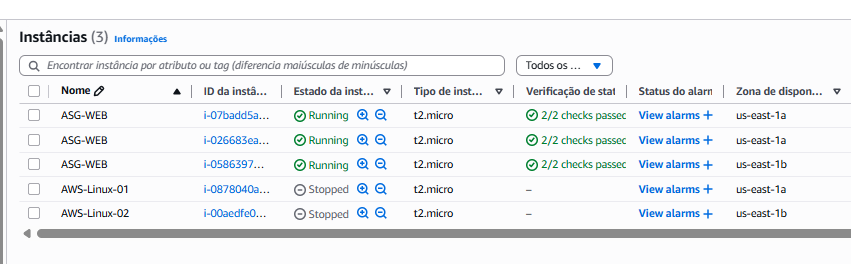 Instâncias (3) Informações
Encontrar instância por atributo ou tag (diferencia maiúsculas de minúsculas) Todos os ...
Nome ID da instâ... Estado da inst... Tipo de inst... Verificação de stat Status do alarm Zona de dispon...
ASG-WEB i-07badd5a... Running t2.micro 2/2 checks passec View alarms + us-east-1a
ASG-WEB i-026683ea... Running t2.micro 2/2 checks passec View alarms + us-east-1a
ASG-WEB i-0586397... Running t2.micro 2/2 checks passec View alarms + us-east-1b
AWS-Linux-01 i-0878040a... Stopped t2.micro – View alarms + us-east-1a
AWS-Linux-02 i-00aedfe0... Stopped t2.micro – View alarms + us-east-1b